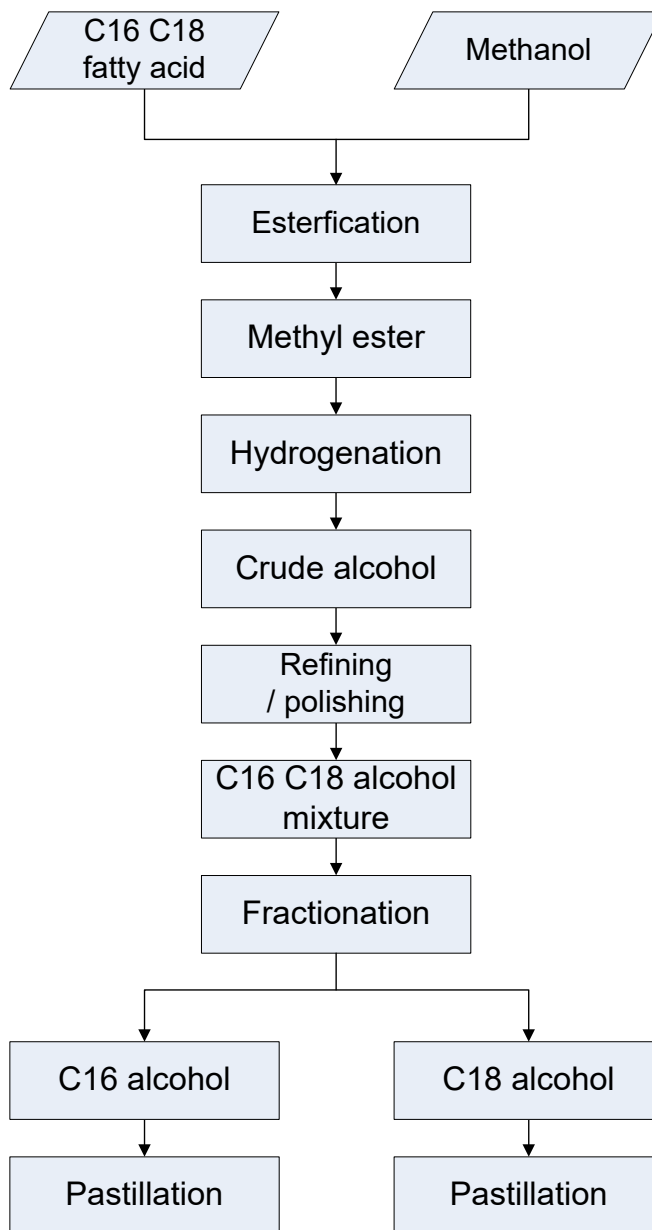 C16 C18
fatty acid
Methanol
Esterfication
Methyl ester
Hydrogenation
Crude alcohol
Refining
/ polishing
C16 C18 alcohol
mixture
Fractionation
C16 alcohol
C18 alcohol
Pastillation
Pastillation